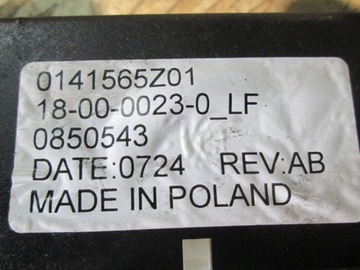 0141565Z01
18-00-0023-0_LF
0850543
DATE:0724 REV:AB
MADE IN POLAND